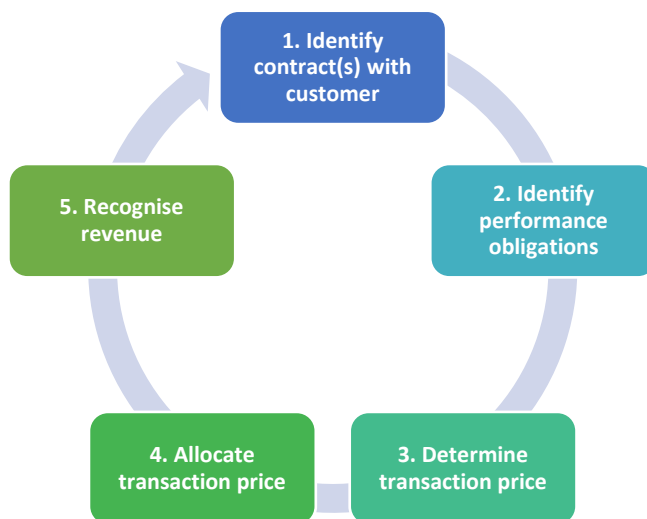 1. Identify
contract(s) with
customer
2. Identify
performance
obligations
3. Determine
transaction price
4. Allocate
transaction price
5. Recognise
revenue